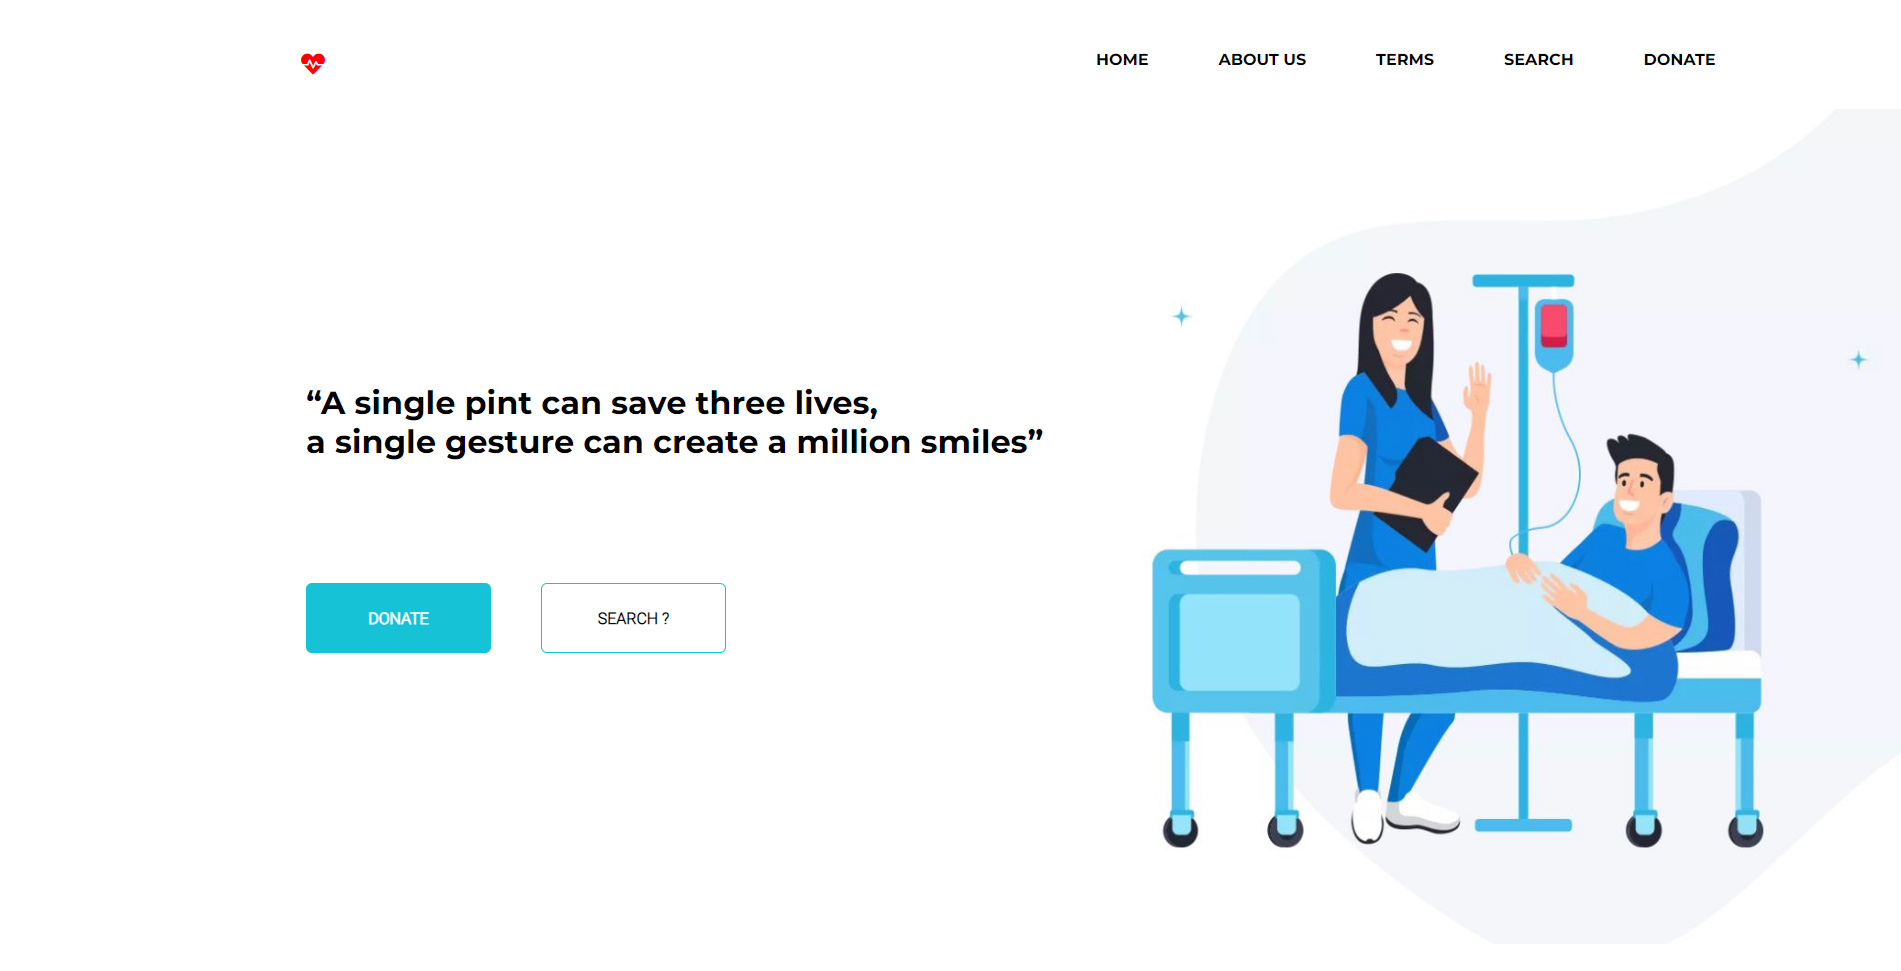 HOME ABOUT US TERMS SEARCH DONATE
“A single pint can save three lives,
a single gesture can create a million smiles”
DONATE SEARCH ?